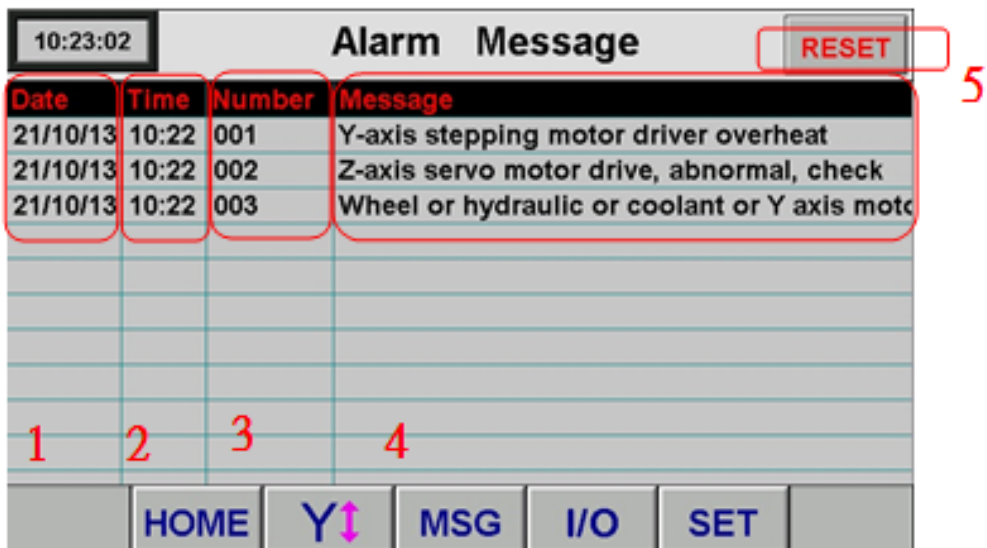 10:23:02 Alarm Message RESET
5
Date Time Number Message
21/10/13 10:22 001 Y-axis stepping motor driver overheat
21/10/13 10:22 002 Z-axis servo motor drive, abnormal, check
21/10/13 10:22 003 Wheel or hydraulic or coolant or Y axis moto
1 2 3 4
HOME Y MSG I/O SET